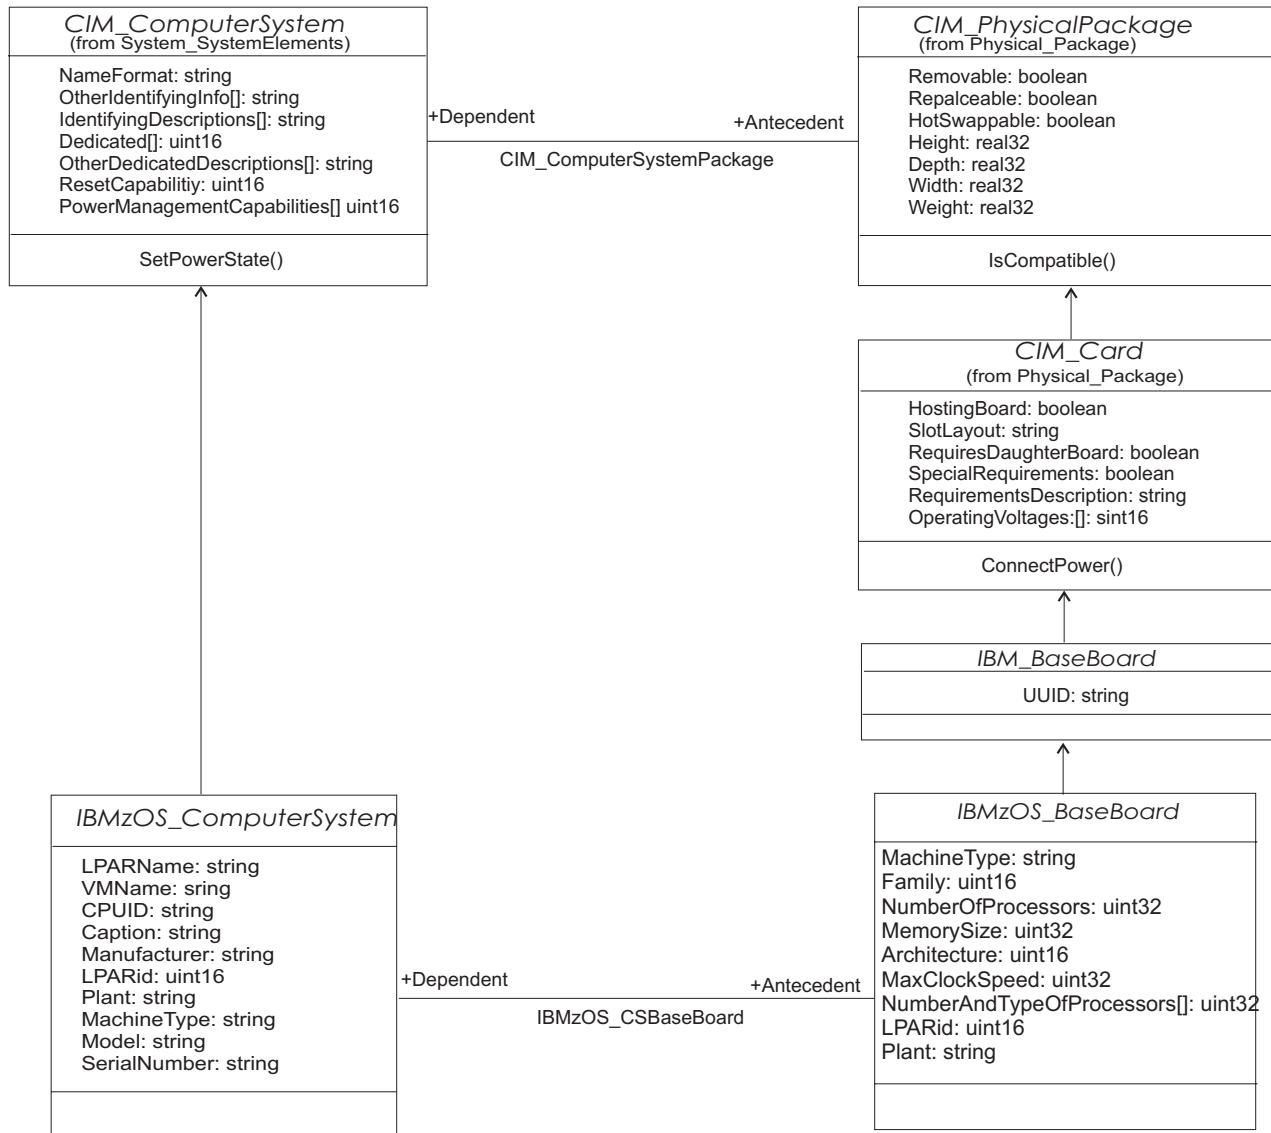 CIM_ComputerSystem
(from System_SystemElements)
NameFormat: string
OtherIdentifyingInfo[]: string
IdentifyingDescriptions[]: string
Dedicated[]: uint16
OtherDedicatedDescriptions[]: string
ResetCapabilitiy: uint16
PowerManagementCapabilities[] uint16
SetPowerState()
+Dependent
+Antecedent
CIM_ComputerSystemPackage
CIM_PhysicalPackage
(from Physical_Package)
Removable: boolean
Repalceable: boolean
HotSwappable: boolean
Height: real32
Depth: real32
Width: real32
Weight: real32
IsCompatible()
CIM_Card
(from Physical_Package)
HostingBoard: boolean
SlotLayout: string
RequiresDaughterBoard: boolean
SpecialRequirements: boolean
RequirementsDescription: string
OperatingVoltages:[]: sint16
ConnectPower()
IBM_BaseBoard
UUID: string
IBMzOS_ComputerSystem
LPARName: string
VMName: sring
CPUID: string
Caption: string
Manufacturer: string
LPARid: uint16
Plant: string
MachineType: string
Model: string
SerialNumber: string
+Dependent
+Antecedent
IBMzOS_CSBaseBoard
IBMzOS_BaseBoard
MachineType: string
Family: uint16
NumberOfProcessors: uint32
MemorySize: uint32
Architecture: uint16
MaxClockSpeed: uint32
NumberAndTypeOfProcessors[]: uint32
LPARid: uint16
Plant: string